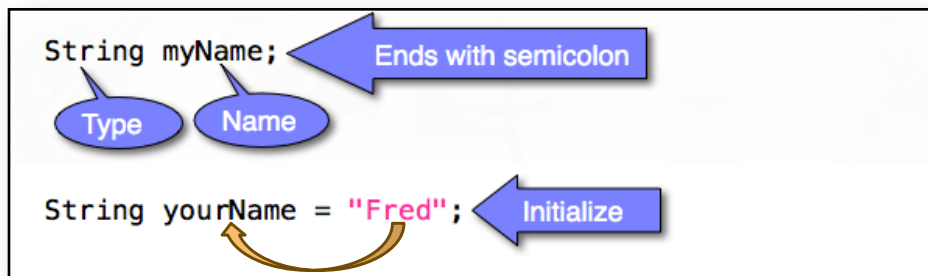 String myName; Ends with semicolon
Type Name
String yourName = "Fred"; Initialize